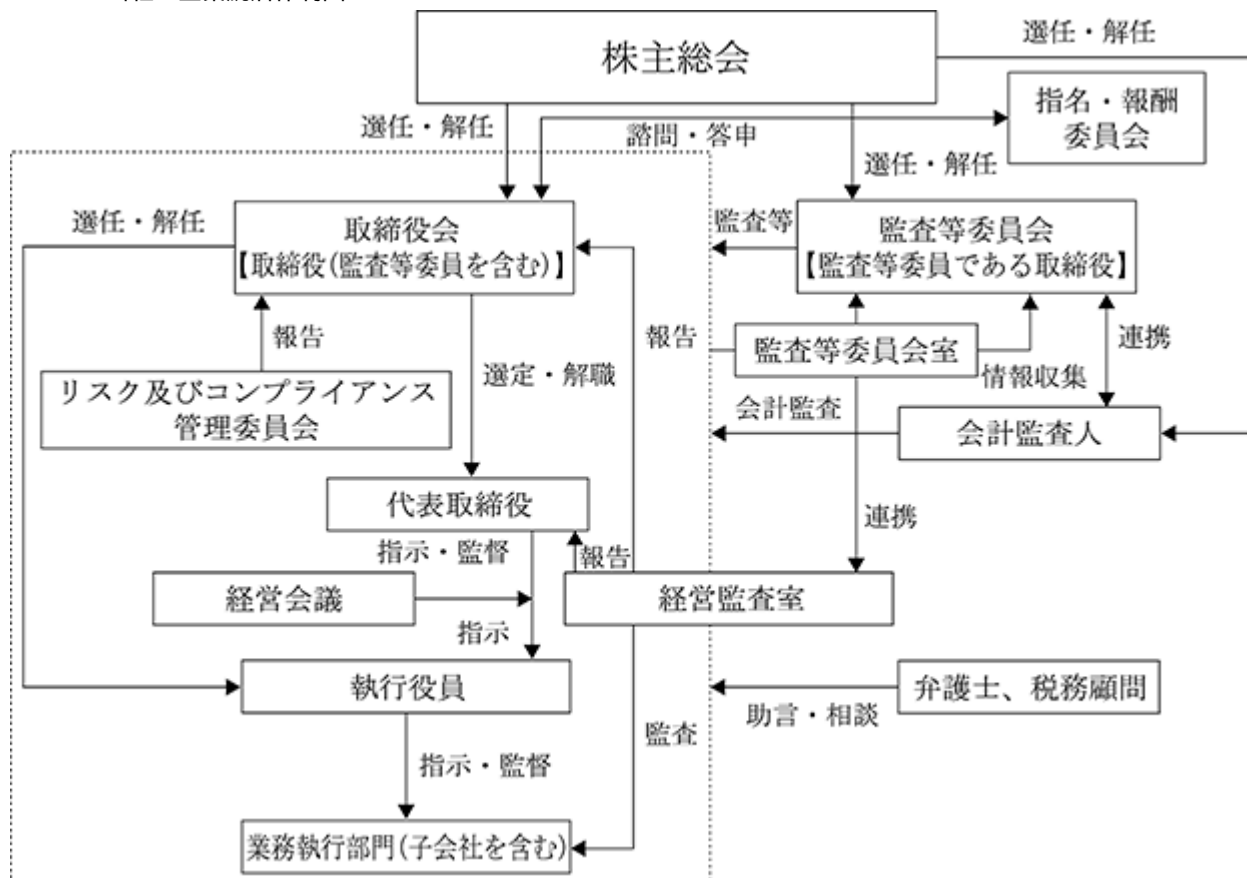 株主総会
選任・解任
指名・報酬
委員会
選任・解任
諮問・答申
選任・解任
選任・解任
取締役会
【取締役(監査等委員を含む)】
監査等
監査等委員会
【監査等委員である取締役】
報告
報告
監査等委員会室
連携
選定・解職
情報収集
リスク及びコンプライアンス
管理委員会
会計監査
会計監査人
代表取締役
連携
指示・監督
報告
経営会議
経営監査室
指示
執行役員
弁護士、税務顧問
助言・相談
監査
指示・監督
業務執行部門(子会社を含む)